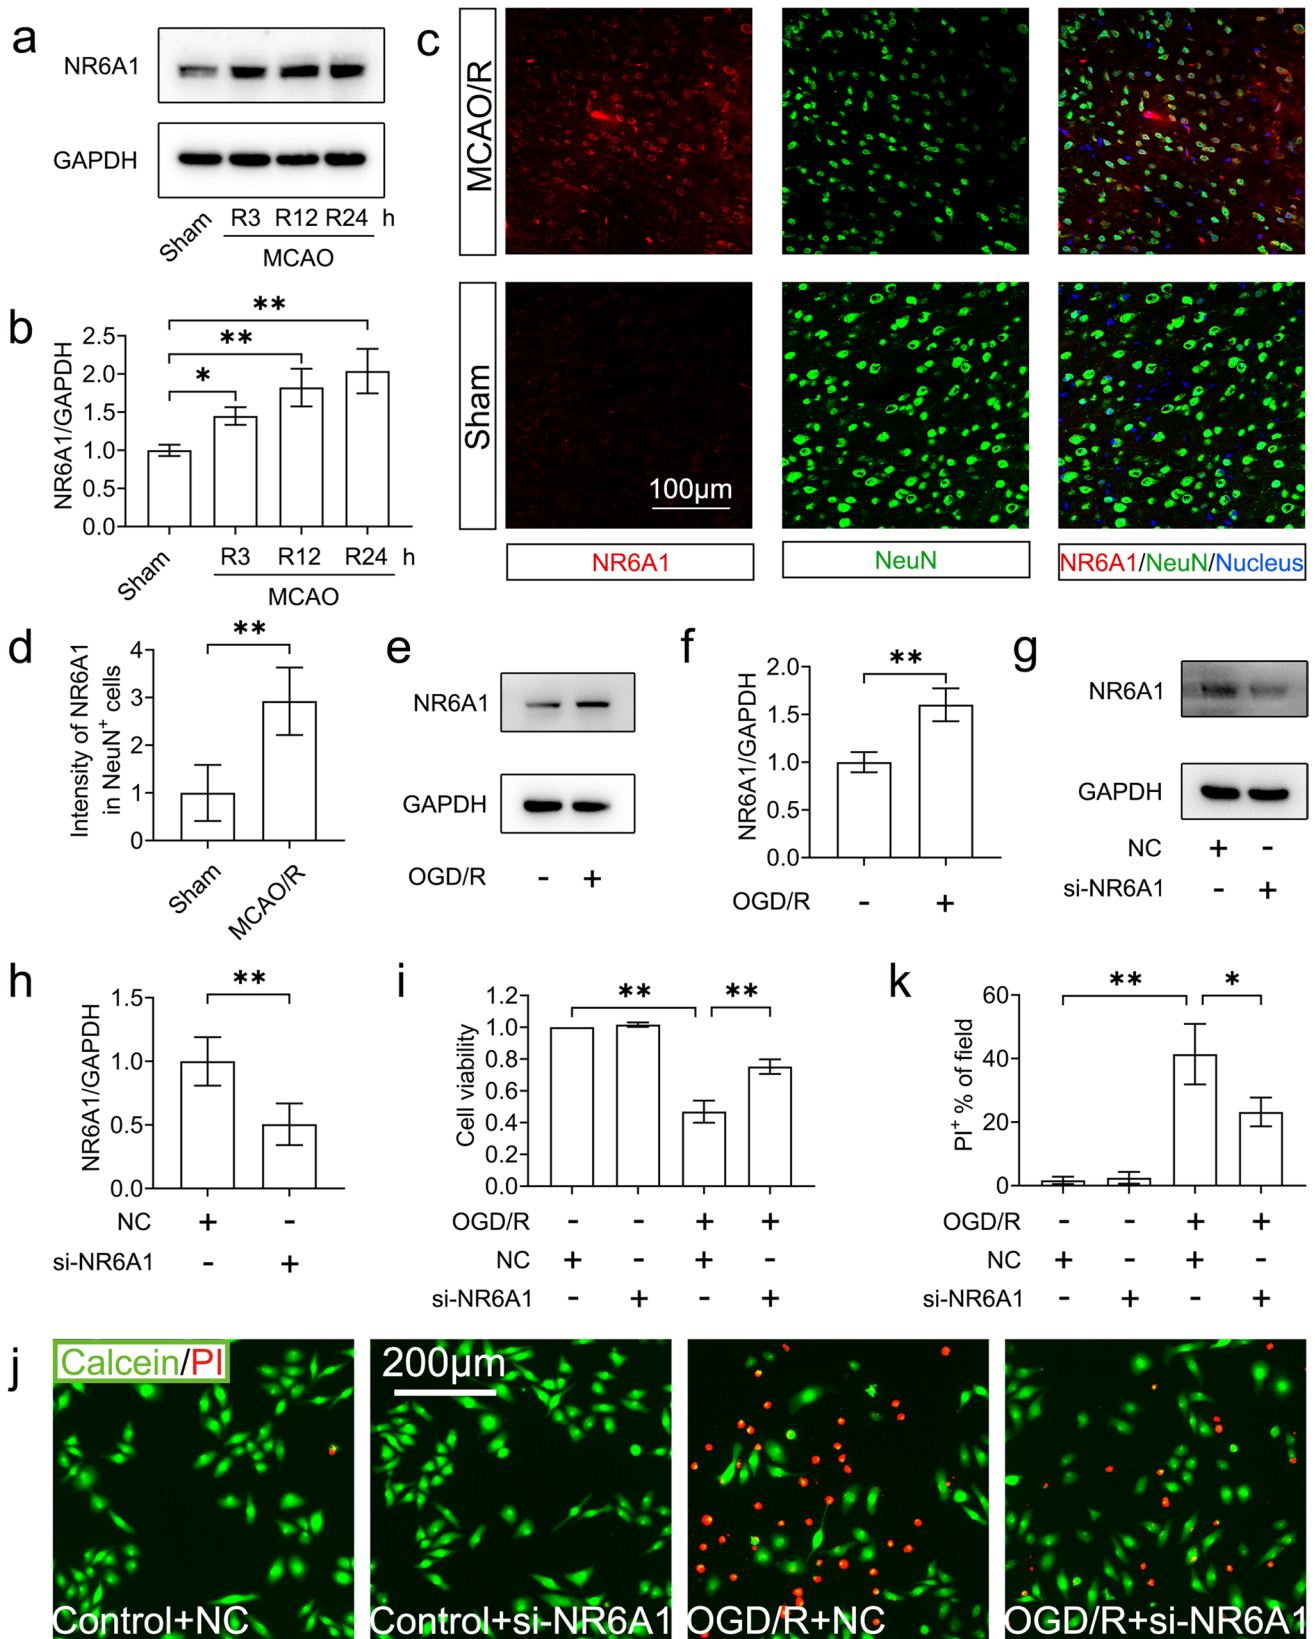 a
NR6A1
GAPDH
Sham
R3 R12 R24 h
MCAO
b
NR6A1/GAPDH
2.5
2.0
1.5
1.0
0.5
0.0
* ** **
Sham
R3 R12 R24 h
MCAO
c
MCAO/R
Sham
100µm
NR6A1
NeuN
NR6A1/NeuN/Nucleus
d
Intensity of NR6A1
in NeuN+ cells
4
3
2
1
0
**
Sham
MCAO/R
e
NR6A1
GAPDH
OGD/R - +
f
NR6A1/GAPDH
2.0
1.5
1.0
0.5
0.0
**
OGD/R - +
g
NR6A1
GAPDH
NC + -
si-NR6A1 - +
h
NR6A1/GAPDH
1.5
1.0
0.5
0.0
**
NC + -
si-NR6A1 - +
i
Cell viability
1.2
1.0
0.8
0.6
0.4
0.2
0.0
** **
OGD/R - - + +
NC + - + -
si-NR6A1 - + - +
k
PI+ % of field
60
40
20
0
** *
OGD/R - - + +
NC + - + -
si-NR6A1 - + - +
j
Calcein/PI
200µm
Control+NC
Control+si-NR6A1
OGD/R+NC
OGD/R+si-NR6A1